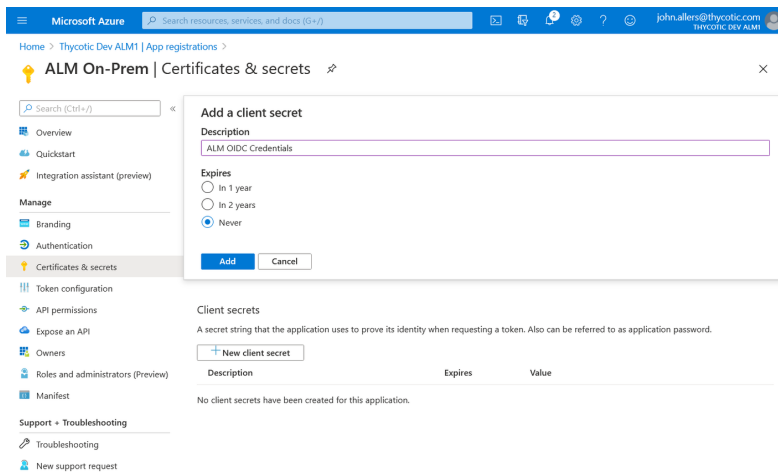 Microsoft Azure
Search resources, services, and docs (G+/)
2
john.allers@thycotic.com
THYCOTIC DEV ALM1
Home > Thycotic Dev ALM1 | App registrations >
ALM On-Prem | Certificates & secrets
Search (Ctrl+/)
Overview
Quickstart
Integration assistant (preview)
Manage
Branding
Authentication
Certificates & secrets
Token configuration
API permissions
Expose an API
Owners
Roles and administrators (Preview)
Manifest
Support + Troubleshooting
Troubleshooting
New support request
Add a client secret
Description
ALM OIDC Credentials
Expires
In 1 year
In 2 years
Never
Add Cancel
Client secrets
A secret string that the application uses to prove its identity when requesting a token. Also can be referred to as application password.
New client secret
Description Expires Value
No client secrets have been created for this application.